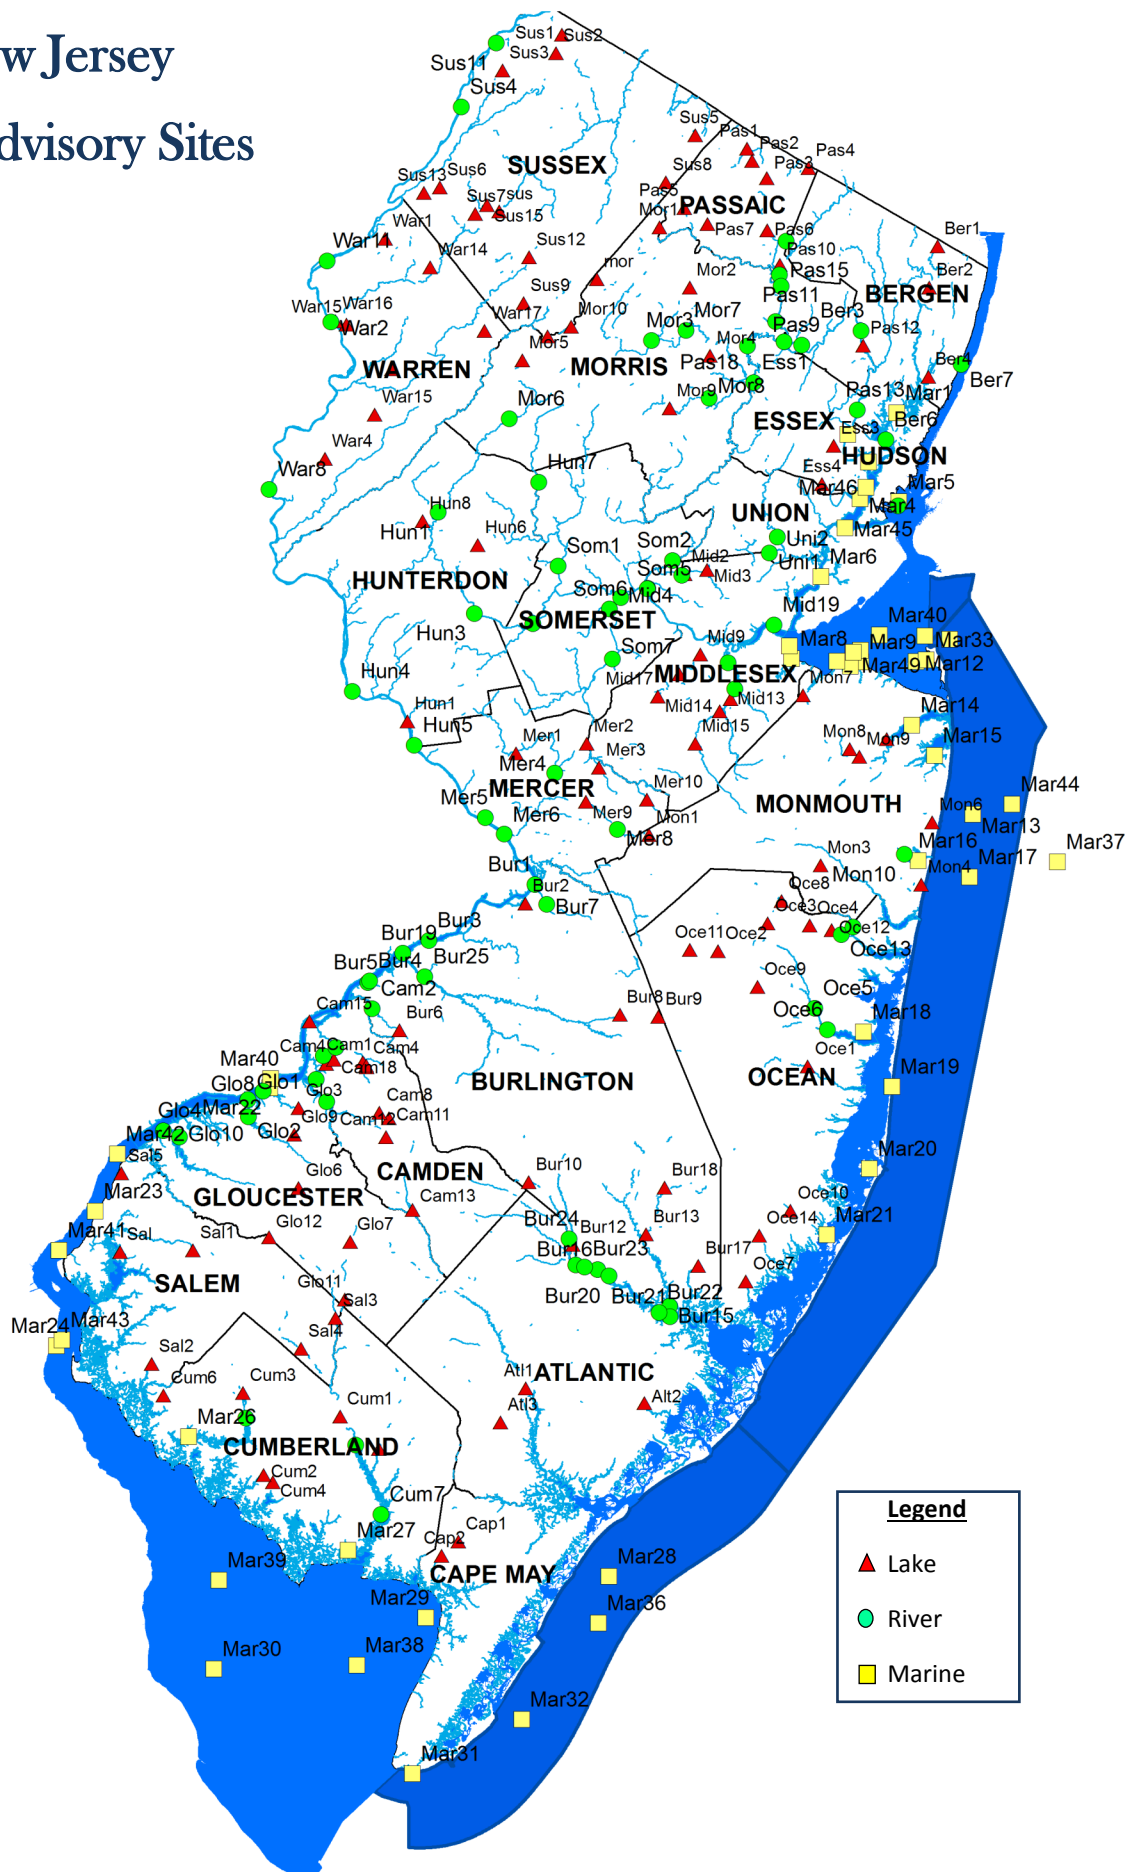 w Jersey
dvisory Sites
Sus1
Sus2
Sus3
Sus11
Sus4
Sus5
Pas1
Pas2
Pas3
Pas4
SUSSEX
Sus8
Sus13
Sus6
Sus7
sus
Sus15
Pas5
PASSAIC
Mor1
Pas7
Pas6
Pas10
War1
War11
War14
Sus12
mor
Mor2
Pas15
Ber1
Ber2
BERGEN
Sus9
Pas11
Ber3
War15
War16
War2
War17
Mor10
Mor3
Mor7
Mor4
Pas9
Pas12
Mor5
WARREN
MORRIS
Pas18
Ess1
Ber4
Ber7
War15
Mor6
Mor9
Mor8
Pas13
Mar1
ESSEX
Ess3
Ber6
War4
HUDSON
War8
Hun7
Ess4
Mar46
Mar5
Mar4
Hun8
Hun1
Hun6
UNION
Mar45
Som1
Som2
Uni2
Mid2
Uni1
Mar6
HUNTERDON
Som5
Mid3
Som6
Mid4
SOMERSET
Mid19
Hun3
Som7
Mid9
Mar8
Mar40
Mar9
Mar33
Hun4
Mid17
MIDDLESEX
Mon7
Mar49
Mar12
Hun1
Hun5
Mid14
Mid13
Mid15
Mar14
Mer1
Mer2
Mer3
Mon8
Mon9
Mar15
Mer4
MERCER
Mer10
Mer5
Mer6
Mer9
Mon1
Mer8
MONMOUTH
Mar44
Mon6
Mar13
Mar37
Mar16
Mar17
Bur1
Bur2
Bur7
Mon3
Mon10
Mon4
Oce8
Oce3
Oce4
Bur3
Bur19
Oce11
Oce2
Oce12
Oce13
Bur5
Bur4
Bur25
Cam2
Oce9
Oce5
Cam15
Bur6
Bur8
Bur9
Oce6
Mar18
Mar40
Cam4
Cam1
Cam4
Cam18
Oce1
Glo8
Glo1
Glo3
BURLINGTON
OCEAN
Mar19
Glo4
Mar22
Glo9
Cam8
Cam12
Cam11
Mar42
Glo10
Glo2
Sal5
Mar20
Mar23
Glo6
CAMDEN
Bur10
Bur18
GLOUCESTER
Cam13
Oce10
Mar41
Sal
Sal1
Glo12
Glo7
Bur24
Bur12
Bur13
Oce14
Mar21
Bur16
Bur23
Bur17
SALEM
Glo11
Bur20
Bur21
Bur22
Oce7
Sal3
Bur15
Mar24
Mar43
Sal4
Sal2
Cum6
Cum3
Atl1
ATLANTIC
Cum1
Atl3
Alt2
Mar26
CUMBERLAND
Cum2
Cum4
Cum7
Mar27
Cap1
Cap2
CAPE MAY
Mar39
Mar28
Mar29
Mar36
Mar30
Mar38
Mar32
Mar31
Legend
Lake
River
Marine